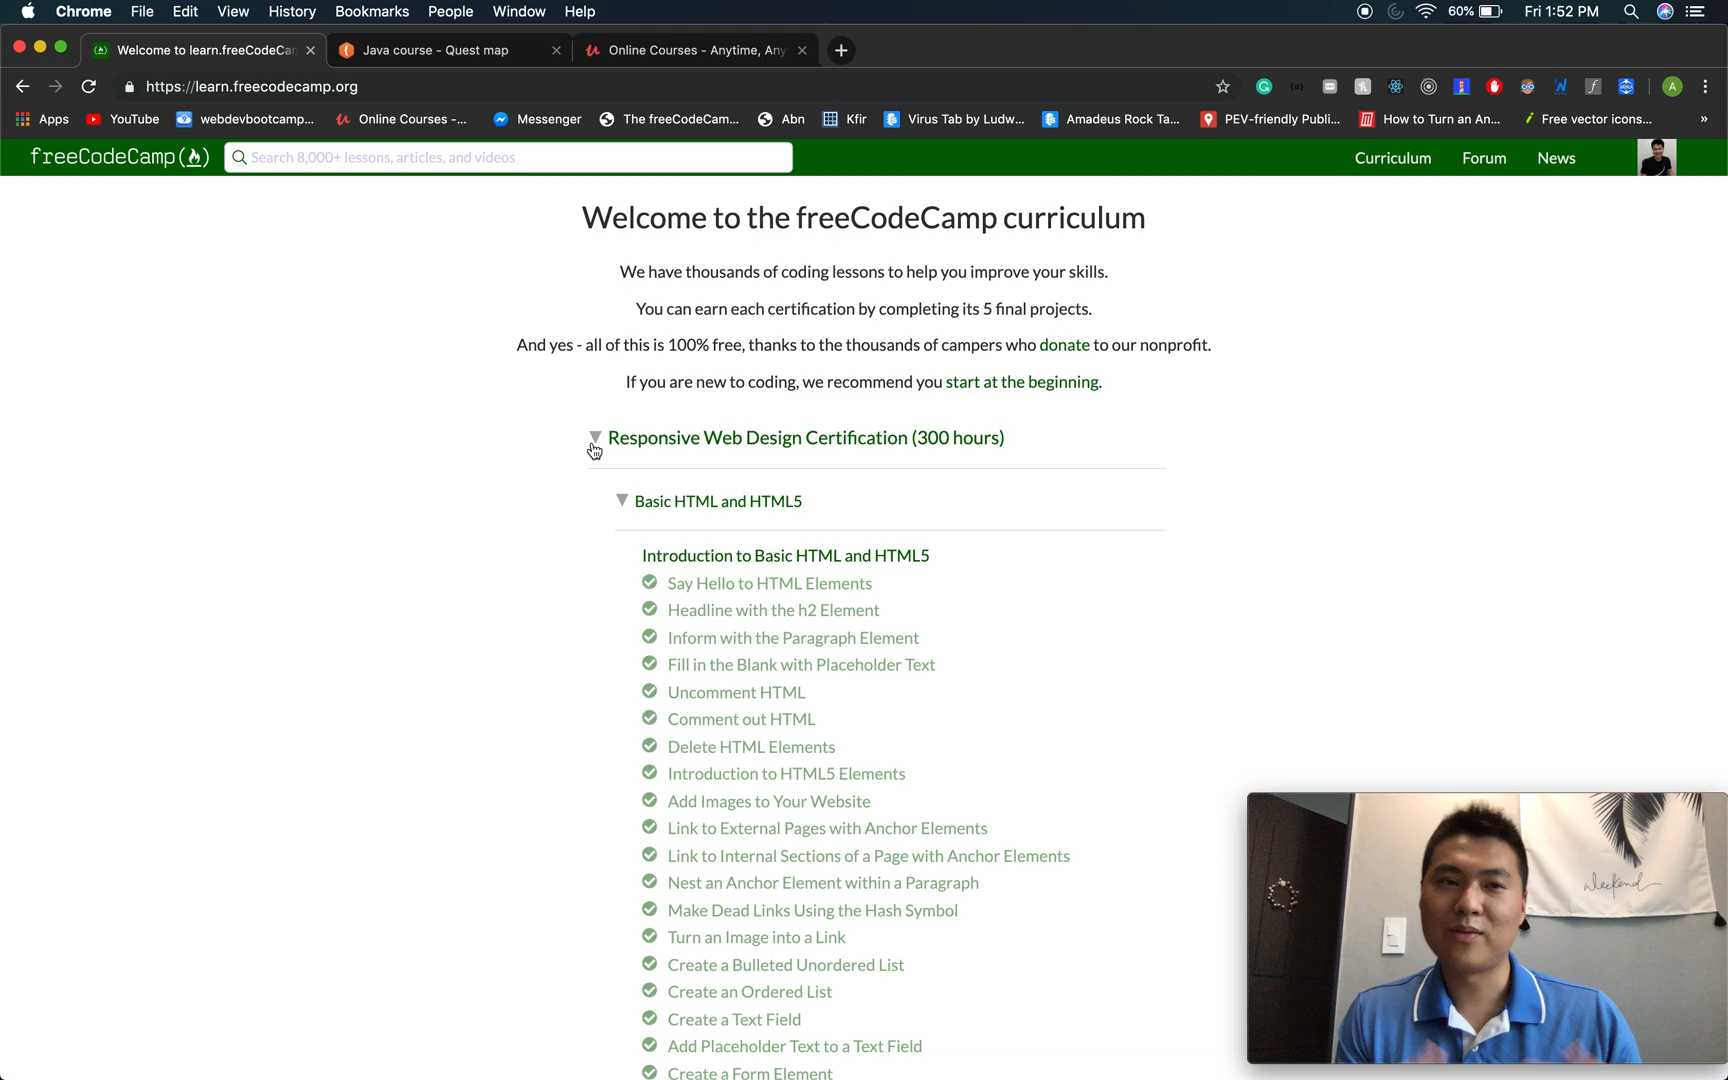 Chrome File Edit View History Bookmarks People Window Help 60% Fri 1:52 PM
Welcome to learn.freeCodeCa Java course - Quest map Online Courses - Anytime, Any
https://learn.freecodecamp.org
Apps YouTube webdevbootcamp... Online Courses -... Messenger The freeCodeCam... Abn Kfir Virus Tab by Ludw... Amadeus Rock Ta... PEV-friendly Publi... How to Turn an An... Free vector icons... »
freeCodeCamp Search 8,000+ lessons, articles, and videos Curriculum Forum News
Welcome to the freeCodeCamp curriculum
We have thousands of coding lessons to help you improve your skills.
You can earn each certification by completing its 5 final projects.
And yes - all of this is 100% free, thanks to the thousands of campers who donate to our nonprofit.
If you are new to coding, we recommend you start at the beginning.
Responsive Web Design Certification (300 hours)
Basic HTML and HTML5
Introduction to Basic HTML and HTML5
Say Hello to HTML Elements
Headline with the h2 Element
Inform with the Paragraph Element
Fill in the Blank with Placeholder Text
Uncomment HTML
Comment out HTML
Delete HTML Elements
Introduction to HTML5 Elements
Add Images to Your Website
Link to External Pages with Anchor Elements
Link to Internal Sections of a Page with Anchor Elements
Nest an Anchor Element within a Paragraph
Make Dead Links Using the Hash Symbol
Turn an Image into a Link
Create a Bulleted Unordered List
Create an Ordered List
Create a Text Field
Add Placeholder Text to a Text Field
Create a Form Element
weekend